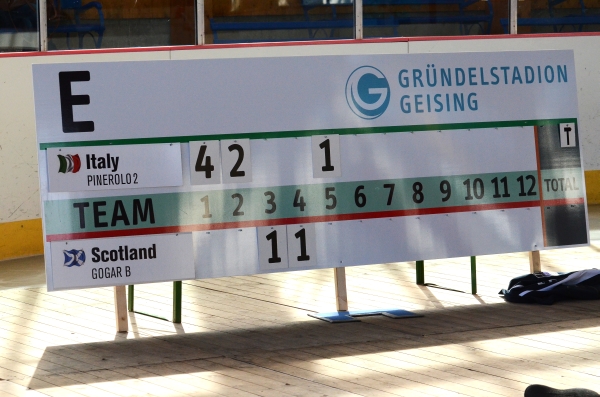 E
G GRÜNDELSTADION
GEISING
Italy 4 2 1 T
PINEROLO 2
TEAM 1 2 3 4 5 6 7 8 9 10 11 12 TOTAL
Scotland 1 1
GOGAR B